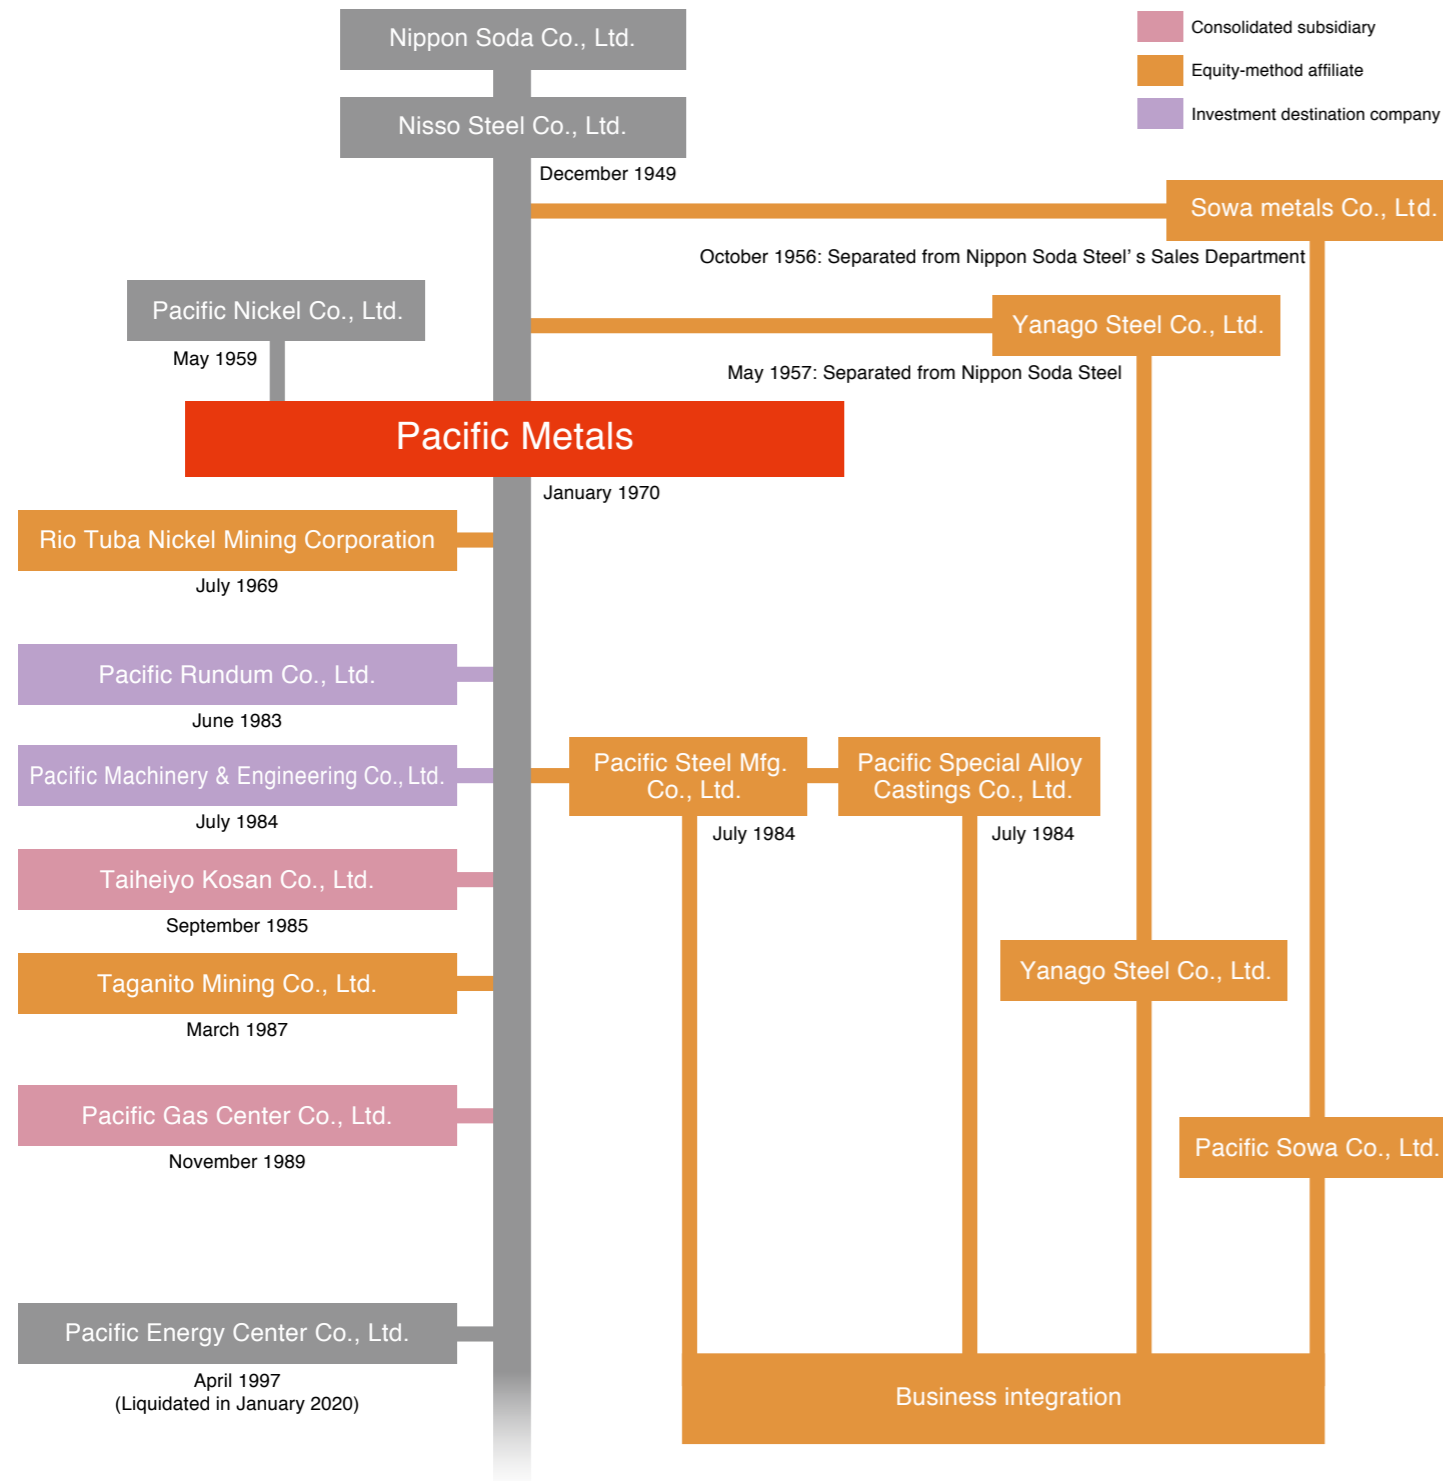 Nippon Soda Co., Ltd.
Nisso Steel Co., Ltd.
December 1949
Consolidated subsidiary
Equity-method affiliate
Investment destination company
Sowa metals Co., Ltd.
October 1956: Separated from Nippon Soda Steel’ s Sales Department
Pacific Nickel Co., Ltd.
May 1959
Yanago Steel Co., Ltd.
May 1957: Separated from Nippon Soda Steel
Pacific Metals
January 1970
Rio Tuba Nickel Mining Corporation
July 1969
Pacific Rundum Co., Ltd.
June 1983
Pacific Machinery & Engineering Co., Ltd.
July 1984
Pacific Steel Mfg.
Co., Ltd.
July 1984
Pacific Special Alloy
Castings Co., Ltd.
July 1984
Taiheiyo Kosan Co., Ltd.
September 1985
Taganito Mining Co., Ltd.
March 1987
Yanago Steel Co., Ltd.
Pacific Gas Center Co., Ltd.
November 1989
Pacific Sowa Co., Ltd.
Pacific Energy Center Co., Ltd.
April 1997
(Liquidated in January 2020)
Business integration